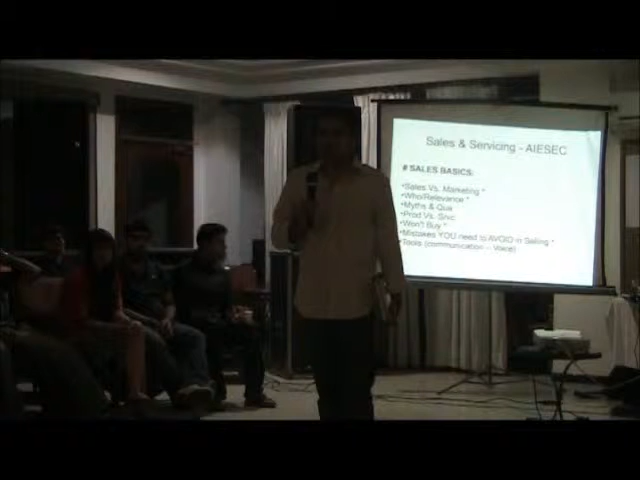 Sales & Servicing - AIESEC
# SALES BASICS:
•Sales Vs. Marketing *
•Who/Relevance *
•Myths & Qua
•Prod Vs. Srvc
•Won't Buy *
•Mistakes YOU need to AVOID in Selling *
•Tools (communication – Voice)